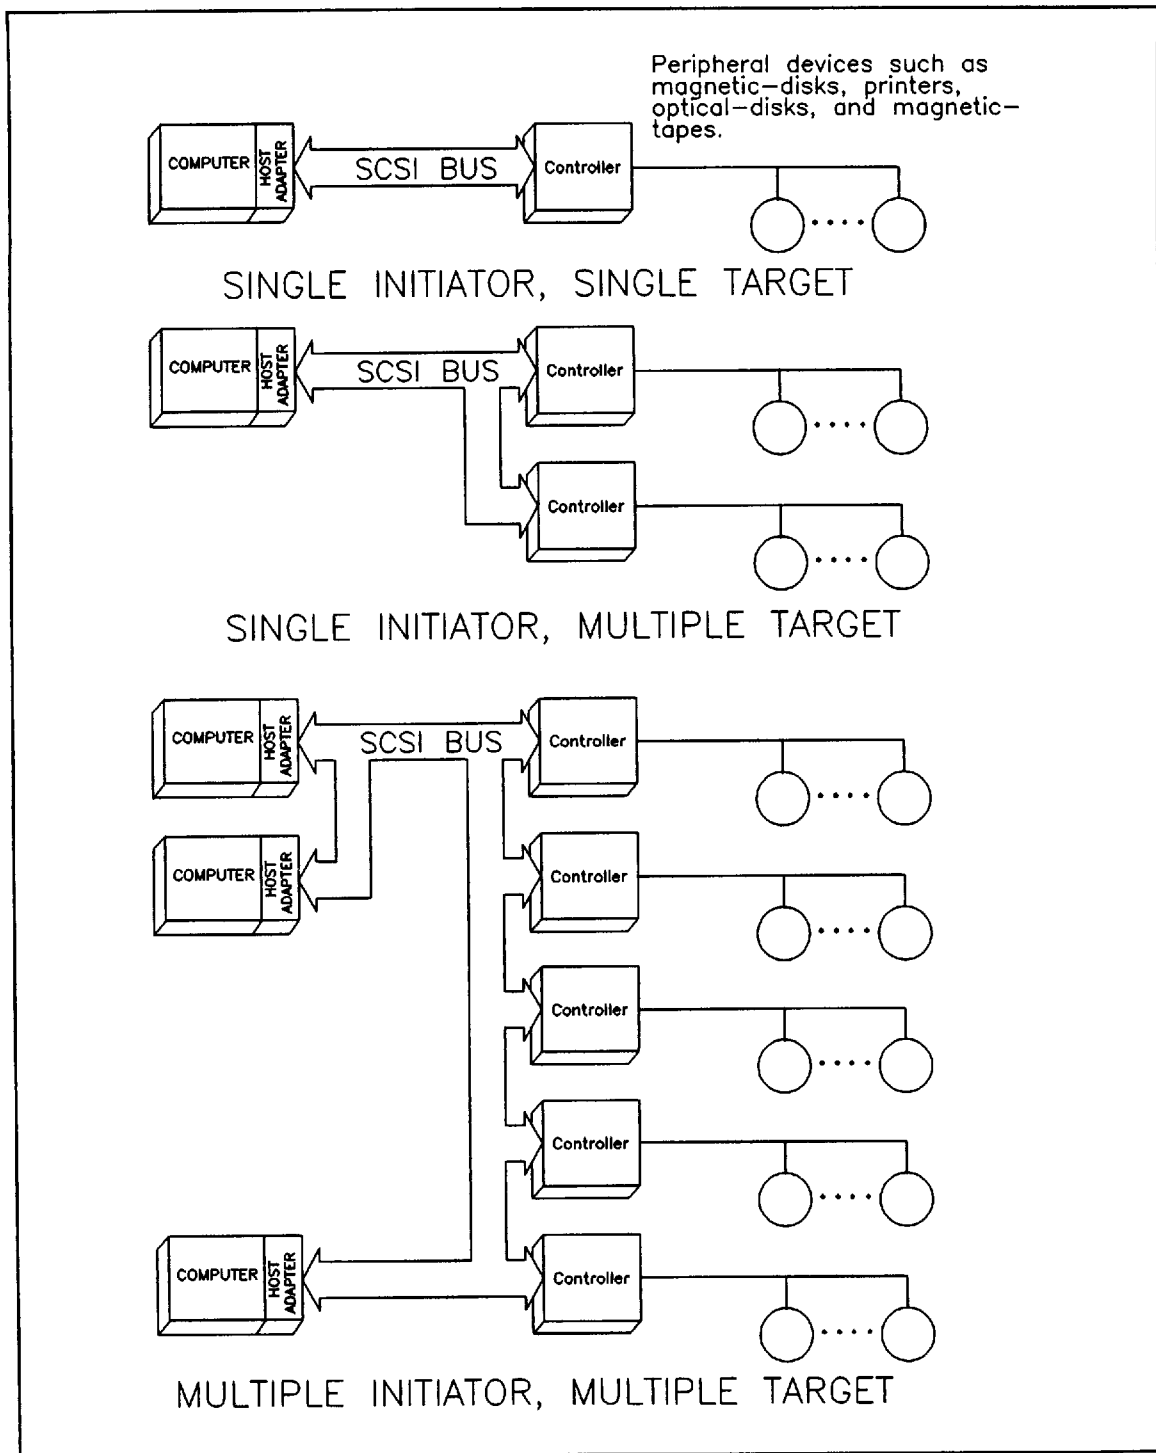 Peripheral devices such as
magnetic-disks, printers,
optical-disks, and magnetic-
tapes.
COMPUTER
HOST
ADAPTER
SCSI BUS
Controller
SINGLE INITIATOR, SINGLE TARGET
COMPUTER
HOST
ADAPTER
SCSI BUS
Controller
Controller
SINGLE INITIATOR, MULTIPLE TARGET
COMPUTER
HOST
ADAPTER
SCSI BUS
Controller
COMPUTER
HOST
ADAPTER
Controller
Controller
Controller
COMPUTER
HOST
ADAPTER
Controller
MULTIPLE INITIATOR, MULTIPLE TARGET